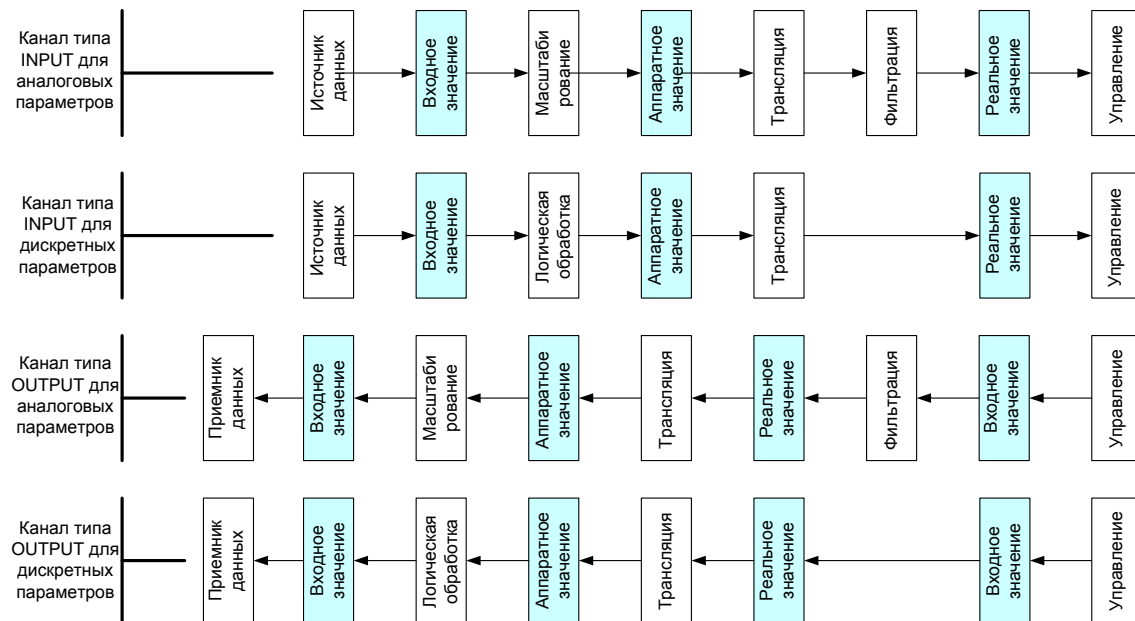 Канал типа
INPUT для
аналоговых
параметров
Источник
данных
Входное
значение
Масштаби
рование
Аппаратное
значение
Трансляция
Фильтрация
Реальное
значение
Управление
Канал типа
INPUT для
дискретных
параметров
Источник
данных
Входное
значение
Логическая
обработка
Аппаратное
значение
Трансляция
Реальное
значение
Управление
Канал типа
OUTPUT для
аналоговых
параметров
Приемник
данных
Входное
значение
Масштаби
рование
Аппаратное
значение
Трансляция
Реальное
значение
Фильтрация
Входное
значение
Управление
Канал типа
OUTPUT для
дискретных
параметров
Приемник
данных
Входное
значение
Логическая
обработка
Аппаратное
значение
Трансляция
Реальное
значение
Входное
значение
Управление